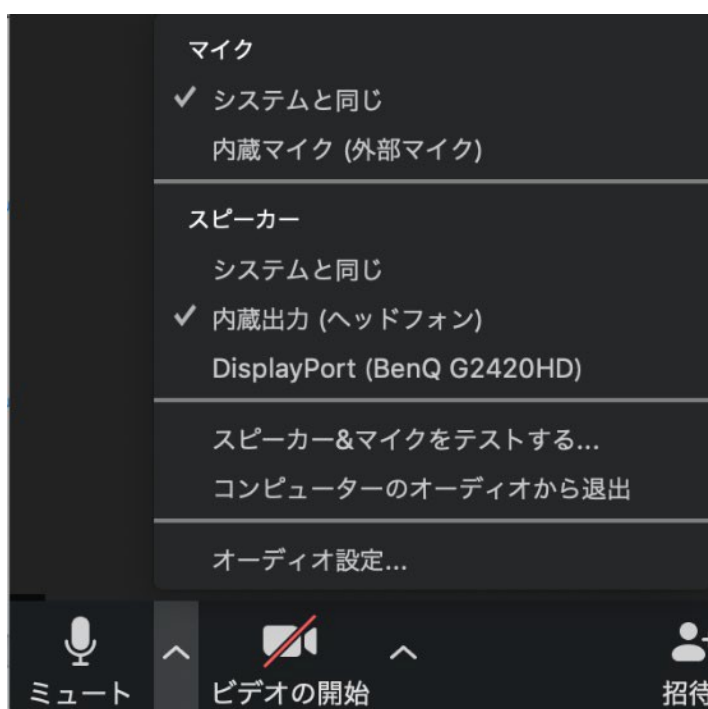 マイク
システムと同じ
内蔵マイク (外部マイク)
スピーカー
システムと同じ
内蔵出力 (ヘッドフォン)
DisplayPort (BenQ G2420HD)
スピーカー&マイクをテストする...
コンピューターのオーディオから退出
オーディオ設定...
ミュート
ビデオの開始
招待